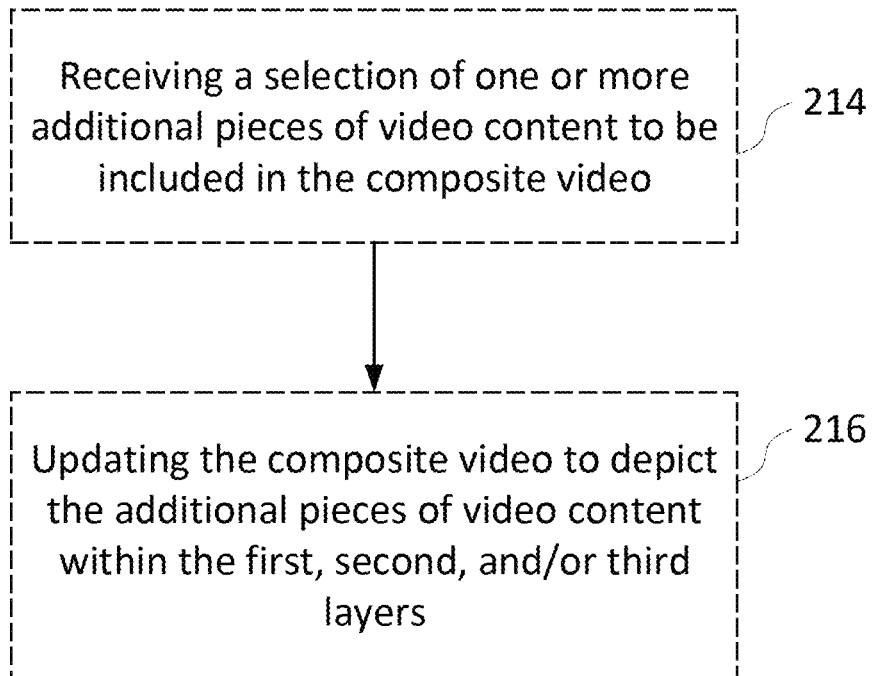 Receiving a selection of one or more
additional pieces of video content to be
included in the composite video
214
Updating the composite video to depict
the additional pieces of video content
within the first, second, and/or third
layers
216